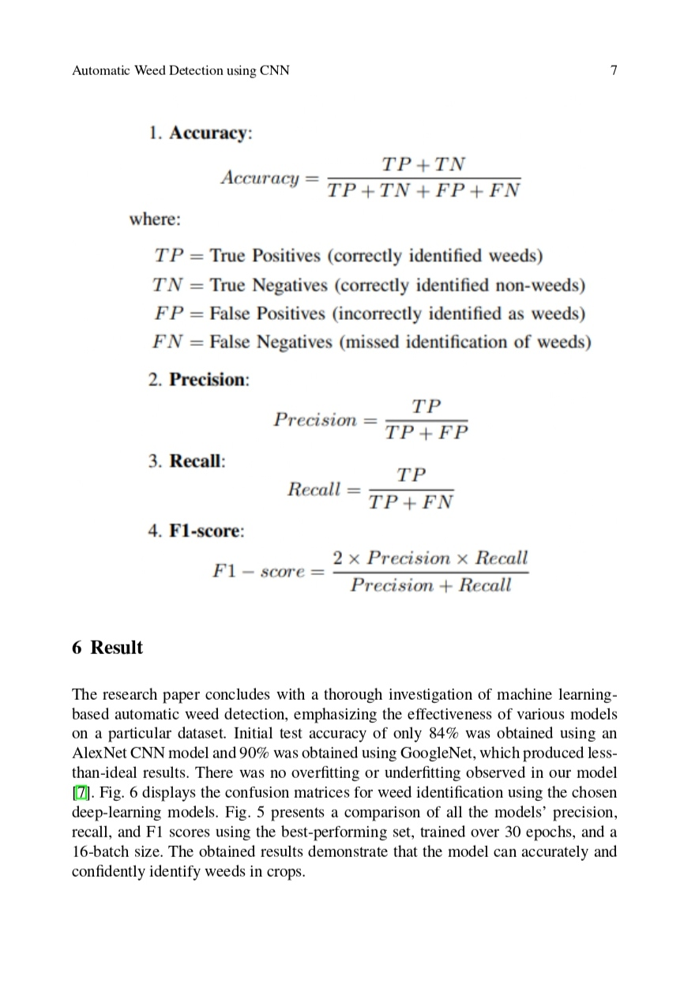 Automatic Weed Detection using CNN 7
1. Accuracy:
Accuracy = \frac{TP + TN}{TP + TN + FP + FN}
where:
TP = True Positives (correctly identified weeds)
TN = True Negatives (correctly identified non-weeds)
FP = False Positives (incorrectly identified as weeds)
FN = False Negatives (missed identification of weeds)
2. Precision:
Precision = \frac{TP}{TP + FP}
3. Recall:
Recall = \frac{TP}{TP + FN}
4. F1-score:
F1 − score = \frac{2 × Precision × Recall}{Precision + Recall}
6 Result
The research paper concludes with a thorough investigation of machine learning-
based automatic weed detection, emphasizing the effectiveness of various models
on a particular dataset. Initial test accuracy of only 84% was obtained using an
AlexNet CNN model and 90% was obtained using GoogleNet, which produced less-
than-ideal results. There was no overfitting or underfitting observed in our model
[7]. Fig. 6 displays the confusion matrices for weed identification using the chosen
deep-learning models. Fig. 5 presents a comparison of all the models’ precision,
recall, and F1 scores using the best-performing set, trained over 30 epochs, and a
16-batch size. The obtained results demonstrate that the model can accurately and
confidently identify weeds in crops.